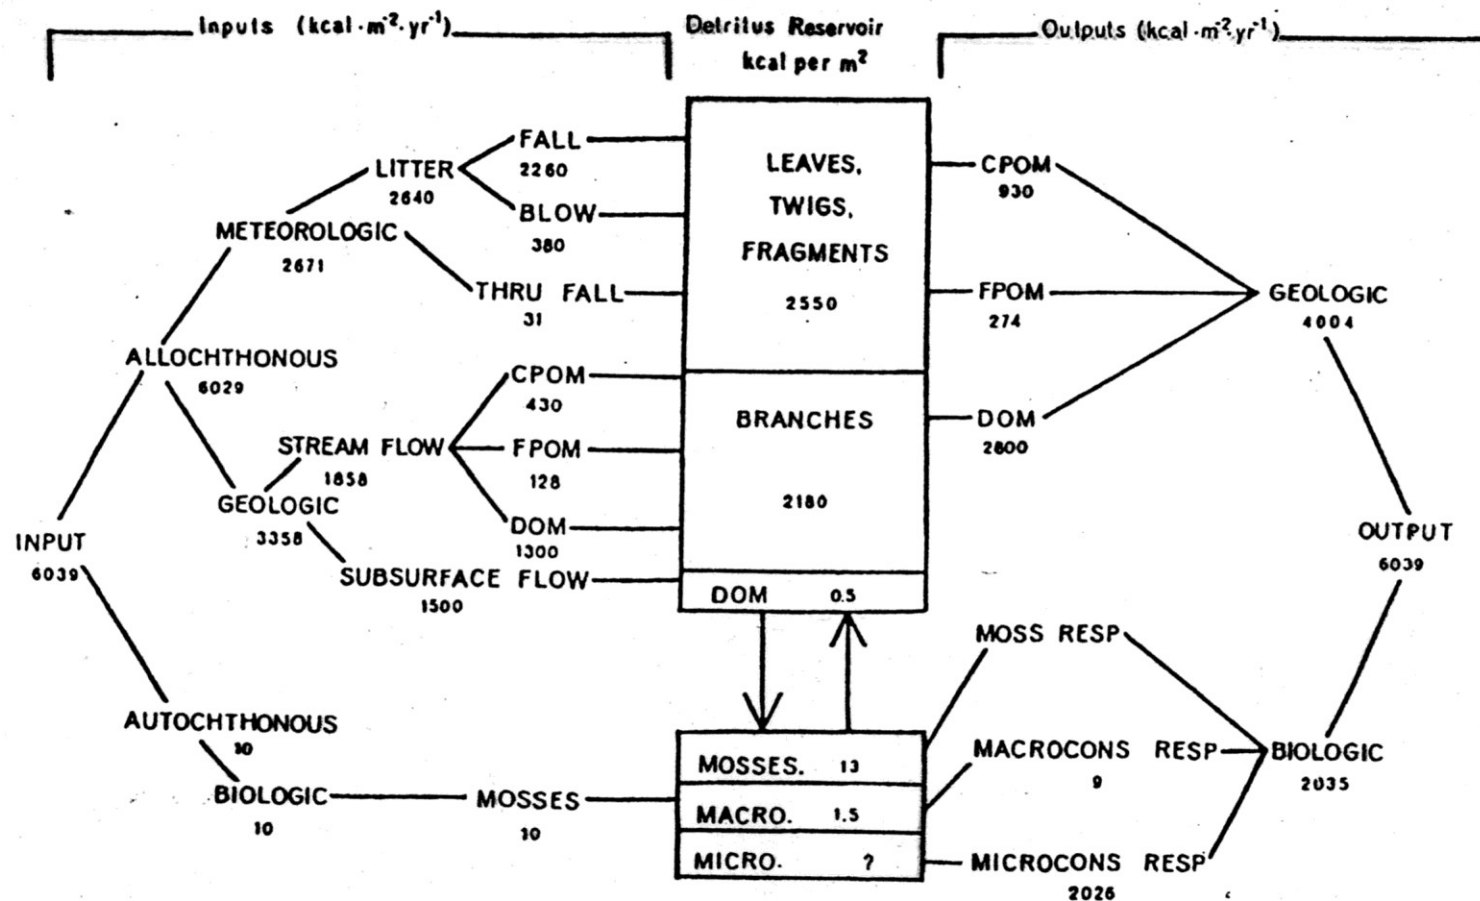 Inputs (kcal·m⁻²·yr⁻¹)
Detritus Reservoir
kcal per m²
Outputs (kcal·m⁻²·yr⁻¹)
FALL
2260
LITTER
2640
BLOW
380
METEOROLOGIC
2671
THRU FALL
31
ALLOCHTHONOUS
6029
CPOM
430
STREAM FLOW
1858
FPOM
128
GEOLOGIC
3358
DOM
1300
INPUT
6039
SUBSURFACE FLOW
1500
AUTOCHTHONOUS
10
BIOLOGIC
10
MOSSES
10
LEAVES,
TWIGS,
FRAGMENTS
2550
BRANCHES
2180
DOM 0.5
MOSSES. 13
MACRO. 1.5
MICRO. ?
CPOM
930
FPOM
274
GEOLOGIC
4004
DOM
2800
OUTPUT
6039
MOSS RESP
MACROCONS RESP
9
BIOLOGIC
2035
MICROCONS RESP
2026